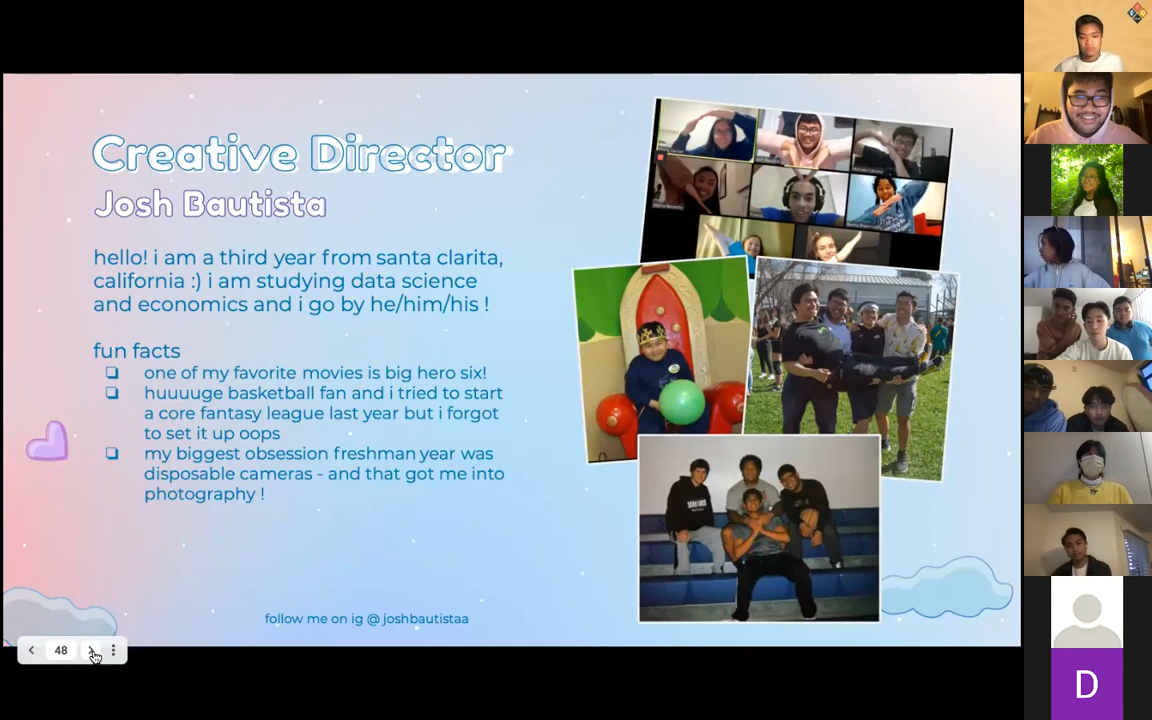 Creative Director
Josh Bautista
hello! i am a third year from santa clarita,
california :) i am studying data science
and economics and i go by he/him/his !
fun facts
one of my favorite movies is big hero six!
huuuuge basketball fan and i tried to start
a core fantasy league last year but i forgot
to set it up oops
my biggest obsession freshman year was
disposable cameras - and that got me into
photography !
follow me on ig @ joshbautistaa
48
D